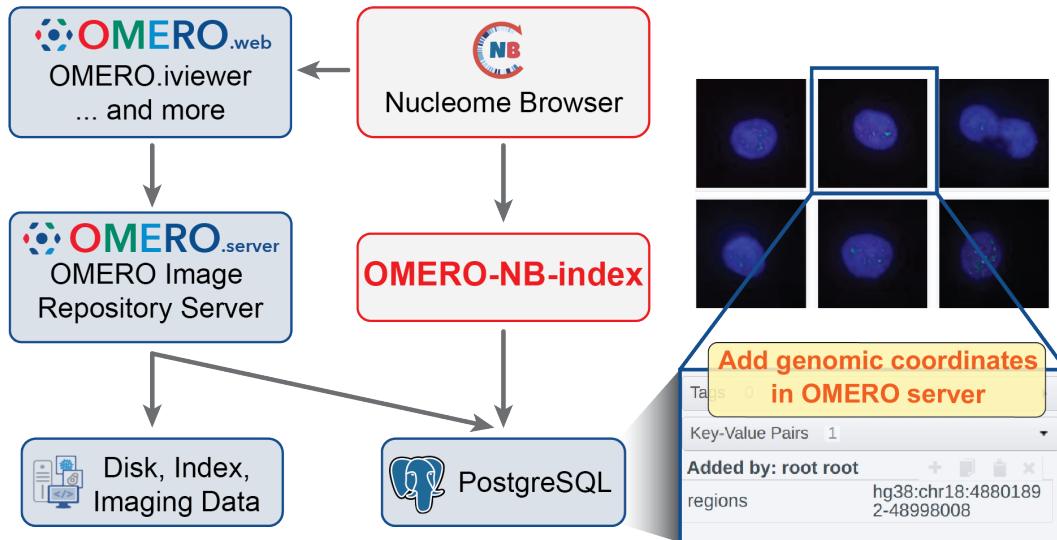 OMERO.web
OMERO.iviewer
... and more
NB
Nucleome Browser
OMERO.server
OMERO Image
Repository Server
OMERO-NB-index
Disk, Index,
Imaging Data
</>
PostgreSQL
Add genomic coordinates
in OMERO server
Tags 0
Key-Value Pairs 1
Added by: root root
regions
hg38:chr18:4880189
2-48998008